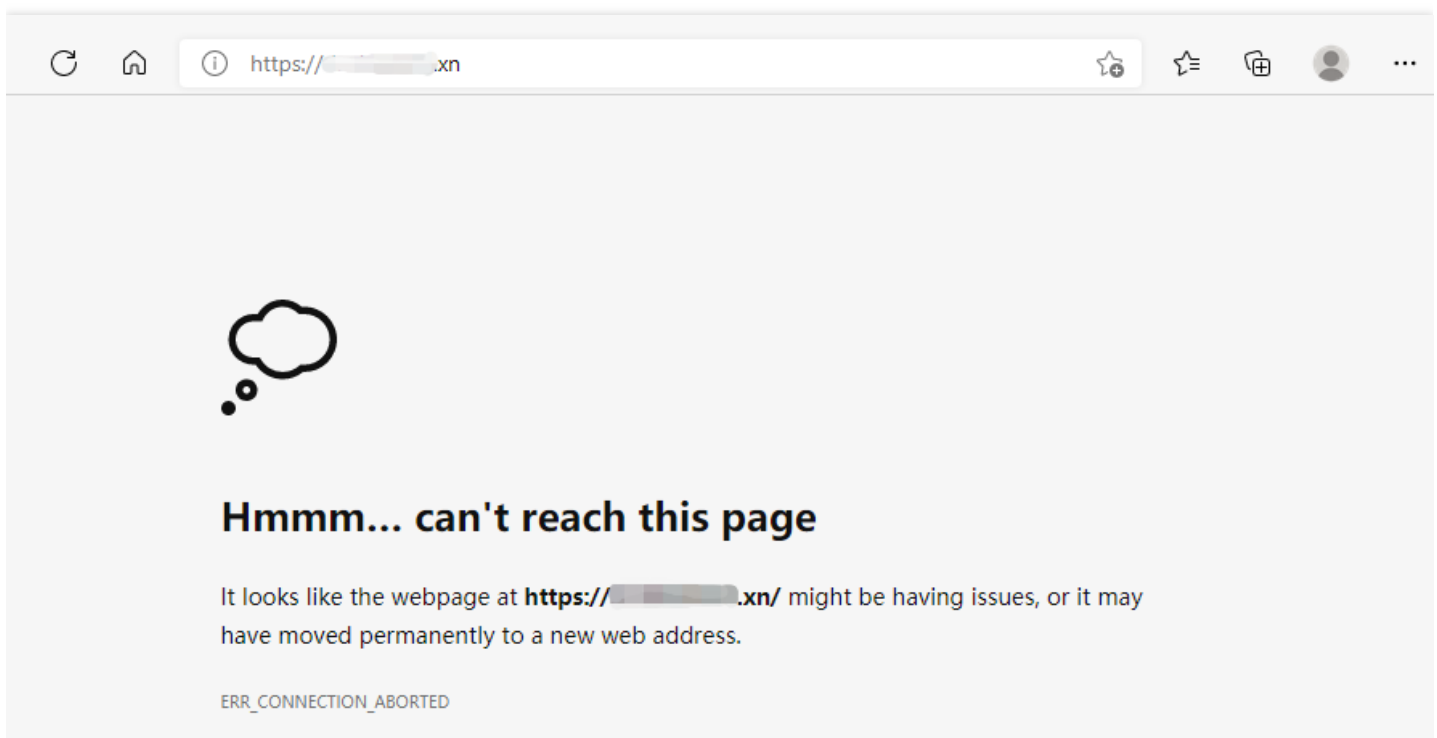 https:// .xn
Hmmm... can't reach this page
It looks like the webpage at https:// .xn/ might be having issues, or it may
have moved permanently to a new web address.
ERR_CONNECTION_ABORTED